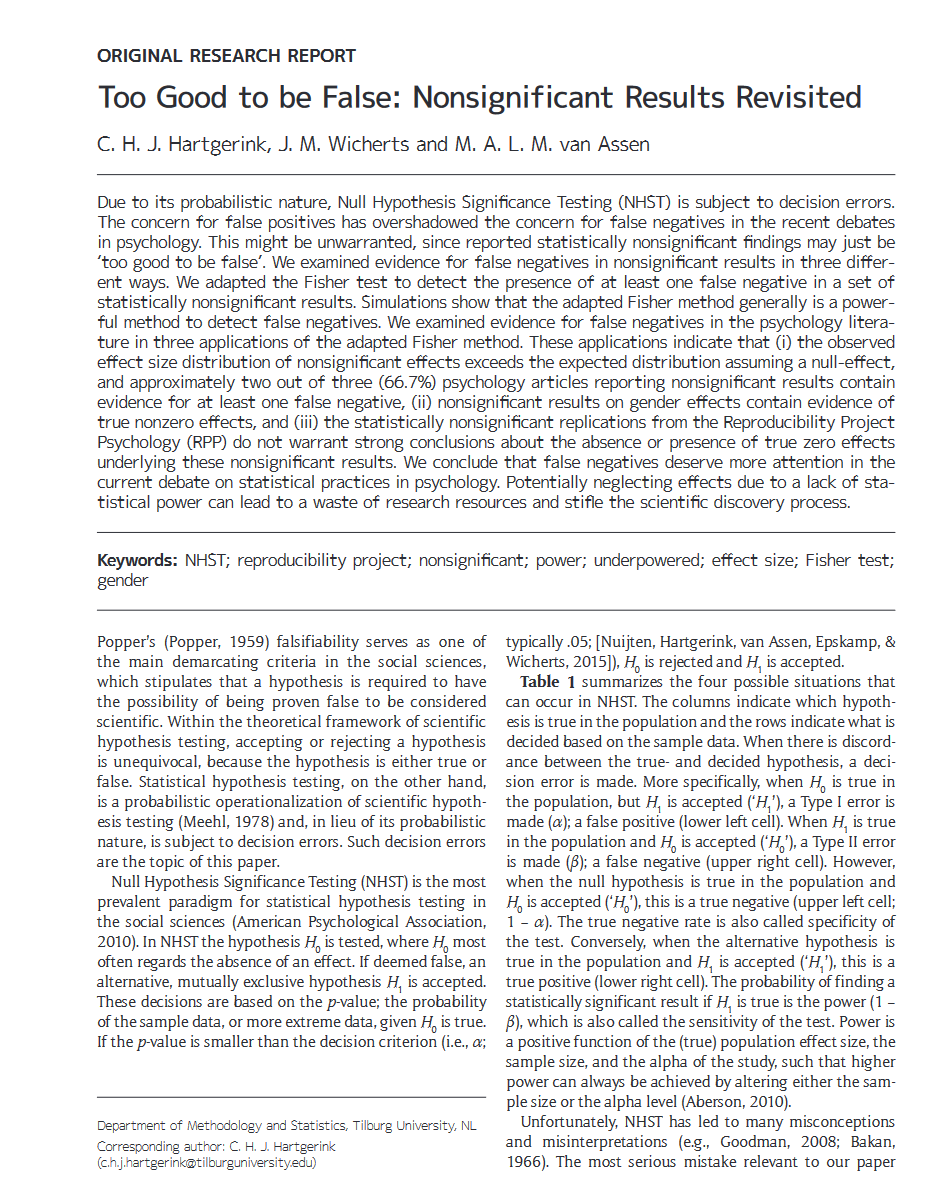 ORIGINAL RESEARCH REPORT
Too Good to be False: Nonsignificant Results Revisited
C. H. J. Hartgerink, J. M. Wicherts and M. A. L. M. van Assen
Due to its probabilistic nature, Null Hypothesis Significance Testing (NHST) is subject to decision errors.
The concern for false positives has overshadowed the concern for false negatives in the recent debates
in psychology. This might be unwarranted, since reported statistically nonsignificant findings may just be
‘too good to be false’. We examined evidence for false negatives in nonsignificant results in three differ-
ent ways. We adapted the Fisher test to detect the presence of at least one false negative in a set of
statistically nonsignificant results. Simulations show that the adapted Fisher method generally is a power-
ful method to detect false negatives. We examined evidence for false negatives in the psychology litera-
ture in three applications of the adapted Fisher method. These applications indicate that (i) the observed
effect size distribution of nonsignificant effects exceeds the expected distribution assuming a null-effect,
and approximately two out of three (66.7%) psychology articles reporting nonsignificant results contain
evidence for at least one false negative, (ii) nonsignificant results on gender effects contain evidence of
true nonzero effects, and (iii) the statistically nonsignificant replications from the Reproducibility Project
Psychology (RPP) do not warrant strong conclusions about the absence or presence of true zero effects
underlying these nonsignificant results. We conclude that false negatives deserve more attention in the
current debate on statistical practices in psychology. Potentially neglecting effects due to a lack of sta-
tistical power can lead to a waste of research resources and stifle the scientific discovery process.
Keywords: NHST; reproducibility project; nonsignificant; power; underpowered; effect size; Fisher test;
gender
Popper’s (Popper, 1959) falsifiability serves as one of
the main demarcating criteria in the social sciences,
which stipulates that a hypothesis is required to have
the possibility of being proven false to be considered
scientific. Within the theoretical framework of scientific
hypothesis testing, accepting or rejecting a hypothesis
is unequivocal, because the hypothesis is either true or
false. Statistical hypothesis testing, on the other hand,
is a probabilistic operationalization of scientific hypoth-
esis testing (Meehl, 1978) and, in lieu of its probabilistic
nature, is subject to decision errors. Such decision errors
are the topic of this paper.
Null Hypothesis Significance Testing (NHST) is the most
prevalent paradigm for statistical hypothesis testing in
the social sciences (American Psychological Association,
2010). In NHST the hypothesis H0 is tested, where H0 most
often regards the absence of an effect. If deemed false, an
alternative, mutually exclusive hypothesis H1 is accepted.
These decisions are based on the p-value; the probability
of the sample data, or more extreme data, given H0 is true.
If the p-value is smaller than the decision criterion (i.e., α;
Department of Methodology and Statistics, Tilburg University, NL
Corresponding author: C. H. J. Hartgerink
(c.h.j.hartgerink@tilburguniversity.edu)
typically .05; [Nuijten, Hartgerink, van Assen, Epskamp, &
Wicherts, 2015]), H0 is rejected and H1 is accepted.
Table 1 summarizes the four possible situations that
can occur in NHST. The columns indicate which hypoth-
esis is true in the population and the rows indicate what is
decided based on the sample data. When there is discord-
ance between the true- and decided hypothesis, a deci-
sion error is made. More specifically, when H0 is true in
the population, but H1 is accepted (‘H1’), a Type I error is
made (α); a false positive (lower left cell). When H1 is true
in the population and H0 is accepted (‘H0’), a Type II error
is made (β); a false negative (upper right cell). However,
when the null hypothesis is true in the population and
H0 is accepted (‘H0’), this is a true negative (upper left cell;
1 – α). The true negative rate is also called specificity of
the test. Conversely, when the alternative hypothesis is
true in the population and H1 is accepted (‘H1’), this is a
true positive (lower right cell). The probability of finding a
statistically significant result if H1 is true is the power (1 –
β), which is also called the sensitivity of the test. Power is
a positive function of the (true) population effect size, the
sample size, and the alpha of the study, such that higher
power can always be achieved by altering either the sam-
ple size or the alpha level (Aberson, 2010).
Unfortunately, NHST has led to many misconceptions
and misinterpretations (e.g., Goodman, 2008; Bakan,
1966). The most serious mistake relevant to our paper